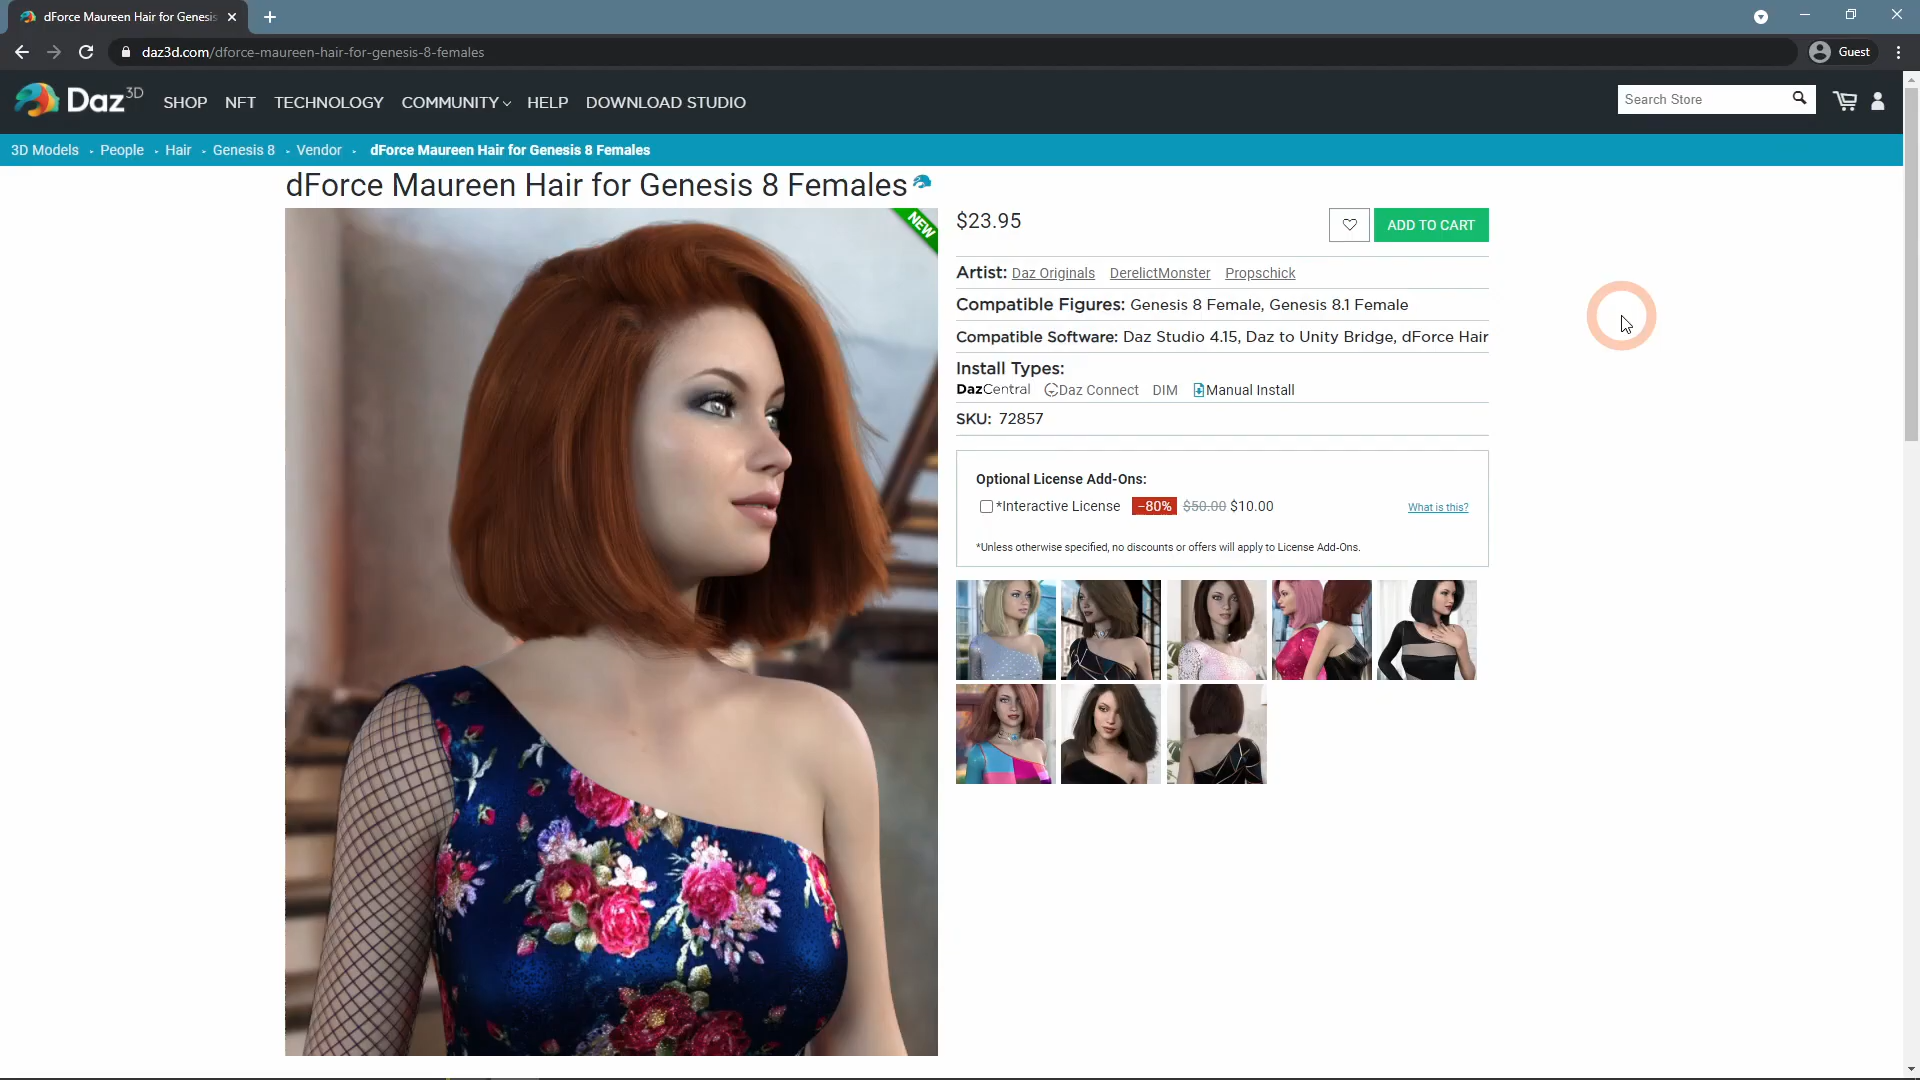 dForce Maureen Hair for Genesis
daz3d.com/dforce-maureen-hair-for-genesis-8-females
Guest
Daz 3D
SHOP NFT TECHNOLOGY COMMUNITY HELP DOWNLOAD STUDIO
Search Store
3D Models - People - Hair - Genesis 8 - Vendor - dForce Maureen Hair for Genesis 8 Females
dForce Maureen Hair for Genesis 8 Females
NEW
$23.95
ADD TO CART
Artist: Daz Originals DerelictMonster Propschick
Compatible Figures: Genesis 8 Female, Genesis 8.1 Female
Compatible Software: Daz Studio 4.15, Daz to Unity Bridge, dForce Hair
Install Types:
DazCentral Daz Connect DIM Manual Install
SKU: 72857
Optional License Add-Ons:
*Interactive License -80% $50.00 $10.00 What is this?
*Unless otherwise specified, no discounts or offers will apply to License Add-Ons.